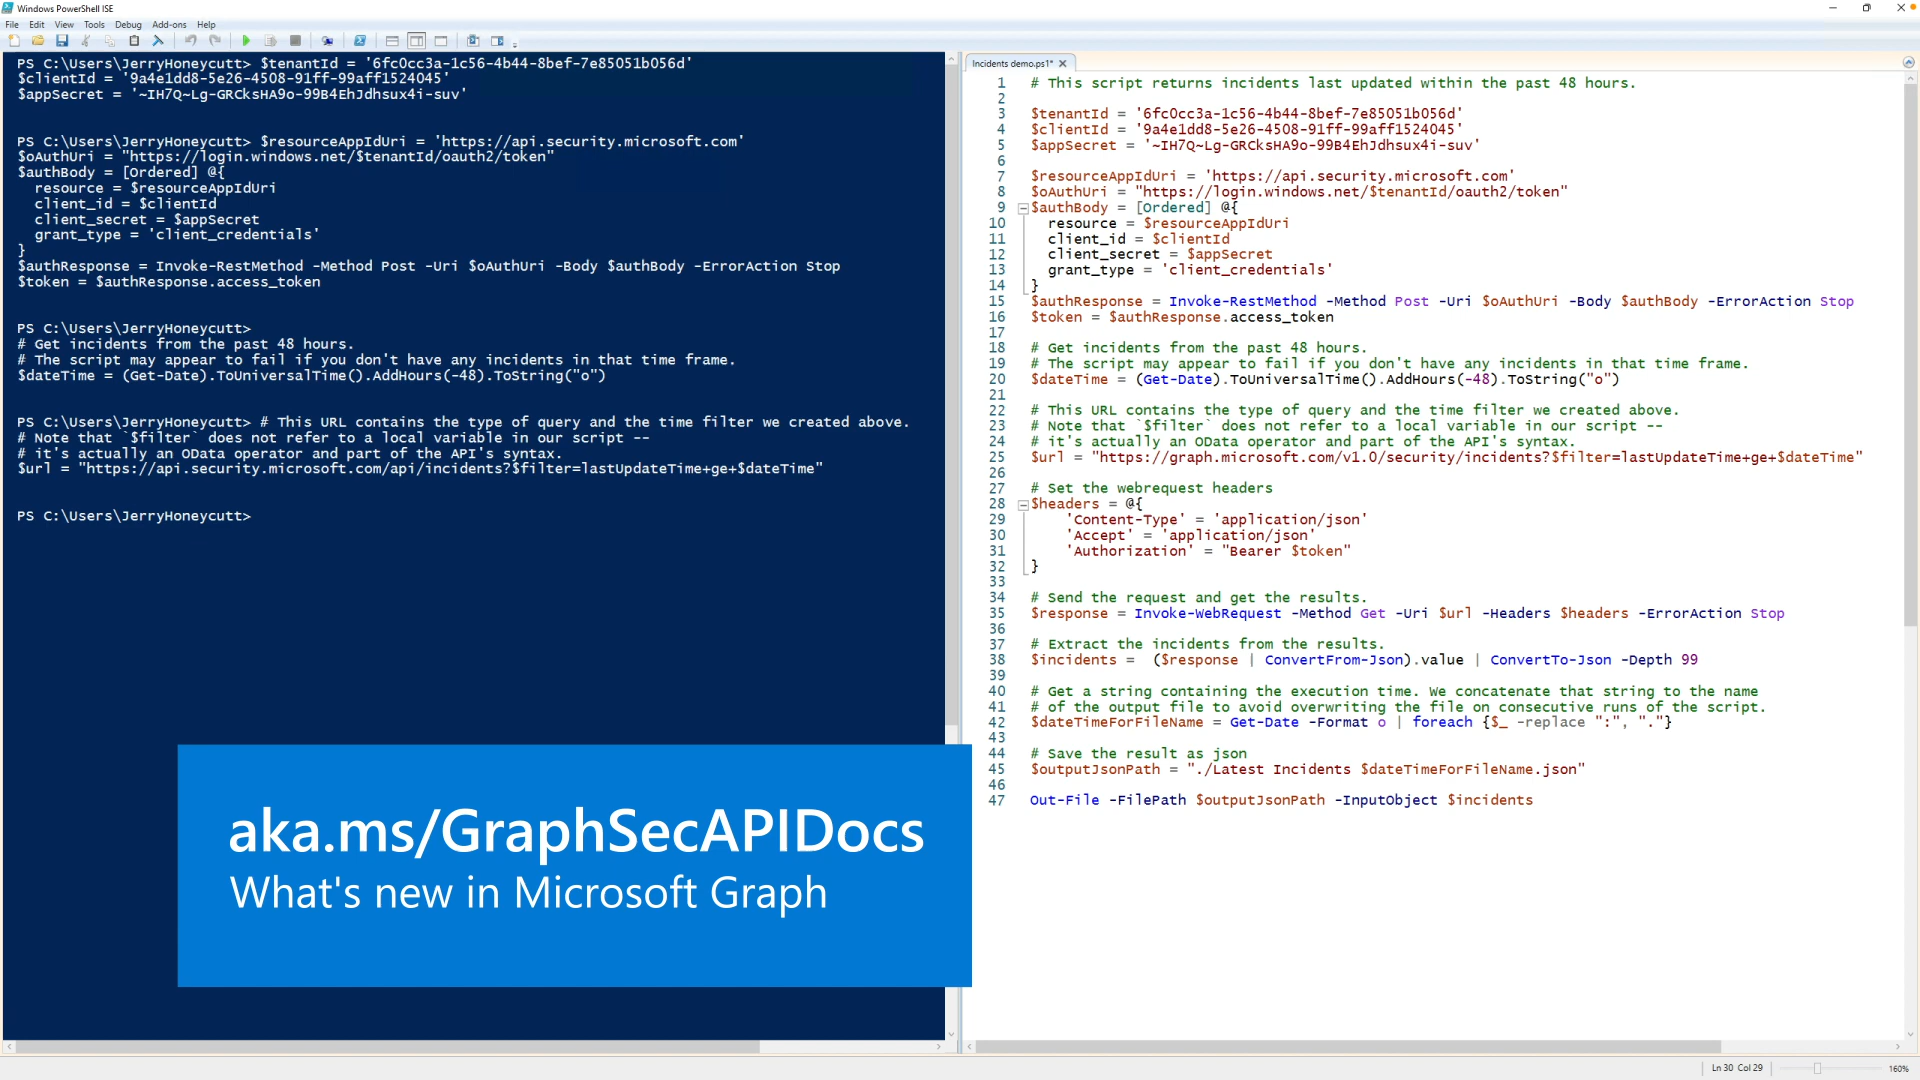 Windows PowerShell ISE
File Edit View Tools Debug Add-ons Help
PS C:\Users\JerryHoneycutt> $tenantId = '6fc0cc3a-1c56-4b44-8bef-7e85051b056d'
$clientId = '9a4e1dd8-5e26-4508-91ff-99aff1524045'
$appSecret = '~IH7Q~Lg-GRCksHA9o-99B4EhJdhsux4i-suv'
PS C:\Users\JerryHoneycutt> $resourceAppIdUri = 'https://api.security.microsoft.com'
$oAuthUri = "https://login.windows.net/$tenantId/oauth2/token"
$authBody = [Ordered] @{
resource = $resourceAppIdUri
client_id = $clientId
client_secret = $appSecret
grant_type = 'client_credentials'
}
$authResponse = Invoke-RestMethod -Method Post -Uri $oAuthUri -Body $authBody -ErrorAction Stop
$token = $authResponse.access_token
PS C:\Users\JerryHoneycutt>
# Get incidents from the past 48 hours.
# The script may appear to fail if you don't have any incidents in that time frame.
$dateTime = (Get-Date).ToUniversalTime().AddHours(-48).ToString("o")
PS C:\Users\JerryHoneycutt> # This URL contains the type of query and the time filter we created above.
# Note that `$filter` does not refer to a local variable in our script --
# it's actually an OData operator and part of the API's syntax.
$url = "https://api.security.microsoft.com/api/incidents?$filter=lastUpdateTime+ge+$dateTime"
PS C:\Users\JerryHoneycutt>
aka.ms/GraphSecAPIDocs
What's new in Microsoft Graph
Incidents demo.ps1*
1 # This script returns incidents last updated within the past 48 hours.
2
3 $tenantId = '6fc0cc3a-1c56-4b44-8bef-7e85051b056d'
4 $clientId = '9a4e1dd8-5e26-4508-91ff-99aff1524045'
5 $appSecret = '~IH7Q~Lg-GRCksHA9o-99B4EhJdhsux4i-suv'
6
7 $resourceAppIdUri = 'https://api.security.microsoft.com'
8 $oAuthUri = "https://login.windows.net/$tenantId/oauth2/token"
9 $authBody = [Ordered] @{
10 resource = $resourceAppIdUri
11 client_id = $clientId
12 client_secret = $appSecret
13 grant_type = 'client_credentials'
14 }
15 $authResponse = Invoke-RestMethod -Method Post -Uri $oAuthUri -Body $authBody -ErrorAction Stop
16 $token = $authResponse.access_token
17
18 # Get incidents from the past 48 hours.
19 # The script may appear to fail if you don't have any incidents in that time frame.
20 $dateTime = (Get-Date).ToUniversalTime().AddHours(-48).ToString("o")
21
22 # This URL contains the type of query and the time filter we created above.
23 # Note that `$filter` does not refer to a local variable in our script --
24 # it's actually an OData operator and part of the API's syntax.
25 $url = "https://graph.microsoft.com/v1.0/security/incidents?$filter=lastUpdateTime+ge+$dateTime"
26
27 # Set the webrequest headers
28 $headers = @{
29 'Content-Type' = 'application/json'
30 'Accept' = 'application/json'
31 'Authorization' = "Bearer $token"
32 }
33
34 # Send the request and get the results.
35 $response = Invoke-WebRequest -Method Get -Uri $url -Headers $headers -ErrorAction Stop
36
37 # Extract the incidents from the results.
38 $incidents =  ($response | ConvertFrom-Json).value | ConvertTo-Json -Depth 99
39
40 # Get a string containing the execution time. We concatenate that string to the name
41 # of the output file to avoid overwriting the file on consecutive runs of the script.
42 $dateTimeForFileName = Get-Date -Format o | foreach {$_ -replace ":", "."}
43
44 # Save the result as json
45 $outputJsonPath = "./Latest Incidents $dateTimeForFileName.json"
46
47 Out-File -FilePath $outputJsonPath -InputObject $incidents
Ln 30 Col 29 160%